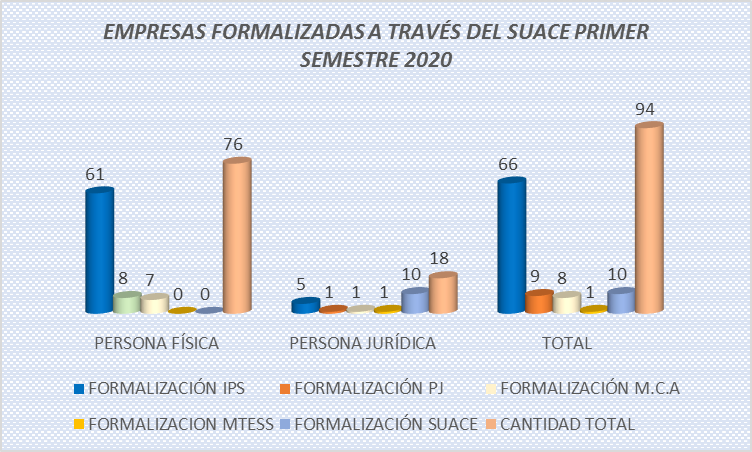 EMPRESAS FORMALIZADAS A TRAVÉS DEL SUACE PRIMER
SEMESTRE 2020
61 8 7 0 0 76
5 1 1 1 10 18
66 9 8 1 10 94
PERSONA FÍSICA PERSONA JURÍDICA TOTAL
FORMALIZACIÓN IPS FORMALIZACIÓN PJ FORMALIZACIÓN M.C.A
FORMALIZACION MTESS FORMALIZACIÓN SUACE CANTIDAD TOTAL